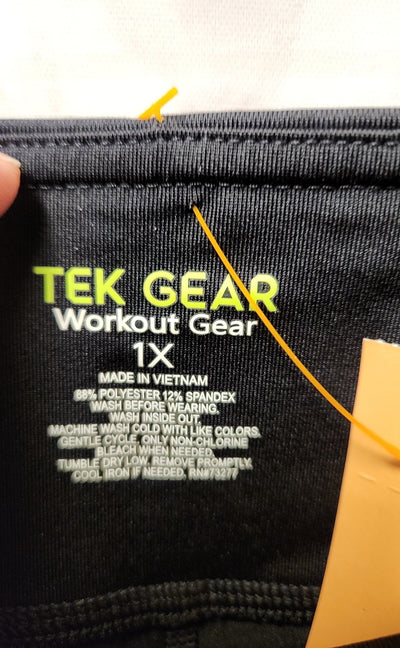 TEK GEAR
Workout Gear
1X
MADE IN VIETNAM
88% POLYESTER 12% SPANDEX
WASH BEFORE WEARING.
WASH INSIDE OUT.
MACHINE WASH COLD WITH LIKE COLORS.
GENTLE CYCLE. ONLY NON-CHLORINE
BLEACH WHEN NEEDED.
TUMBLE DRY LOW. REMOVE PROMPTLY.
COOL IRON IF NEEDED. RN#73277